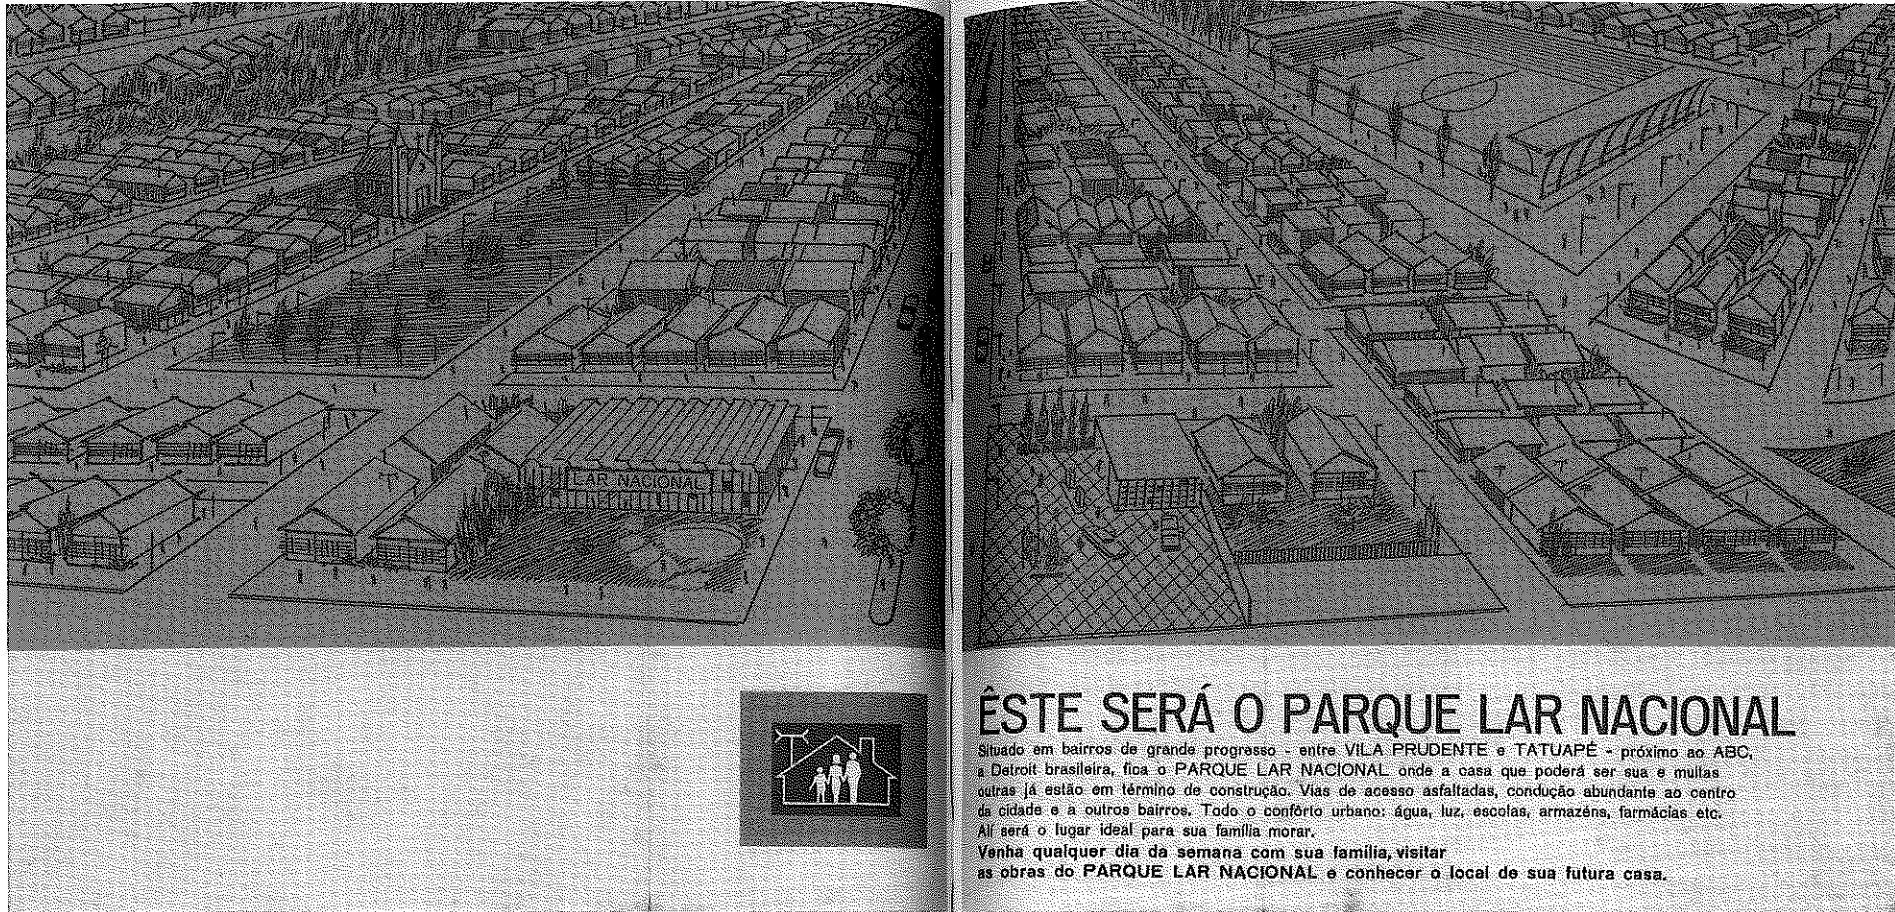 LAR NACIONAL
ÊSTE SERÁ O PARQUE LAR NACIONAL
Situado em bairros de grande progresso - entre VILA PRUDENTE e TATUAPÉ - próximo ao ABC,
a Detroit brasileira, fica o PARQUE LAR NACIONAL onde a casa que poderá ser sua e muitas
outras já estão em término de construção. Vias de acesso asfaltadas, condução abundante ao centro
da cidade e a outros bairros. Todo o confôrto urbano: água, luz, escolas, armazéns, farmácias etc.
Alí será o lugar ideal para sua família morar.
Venha qualquer dia da semana com sua família, visitar
as obras do PARQUE LAR NACIONAL e conhecer o local de sua futura casa.